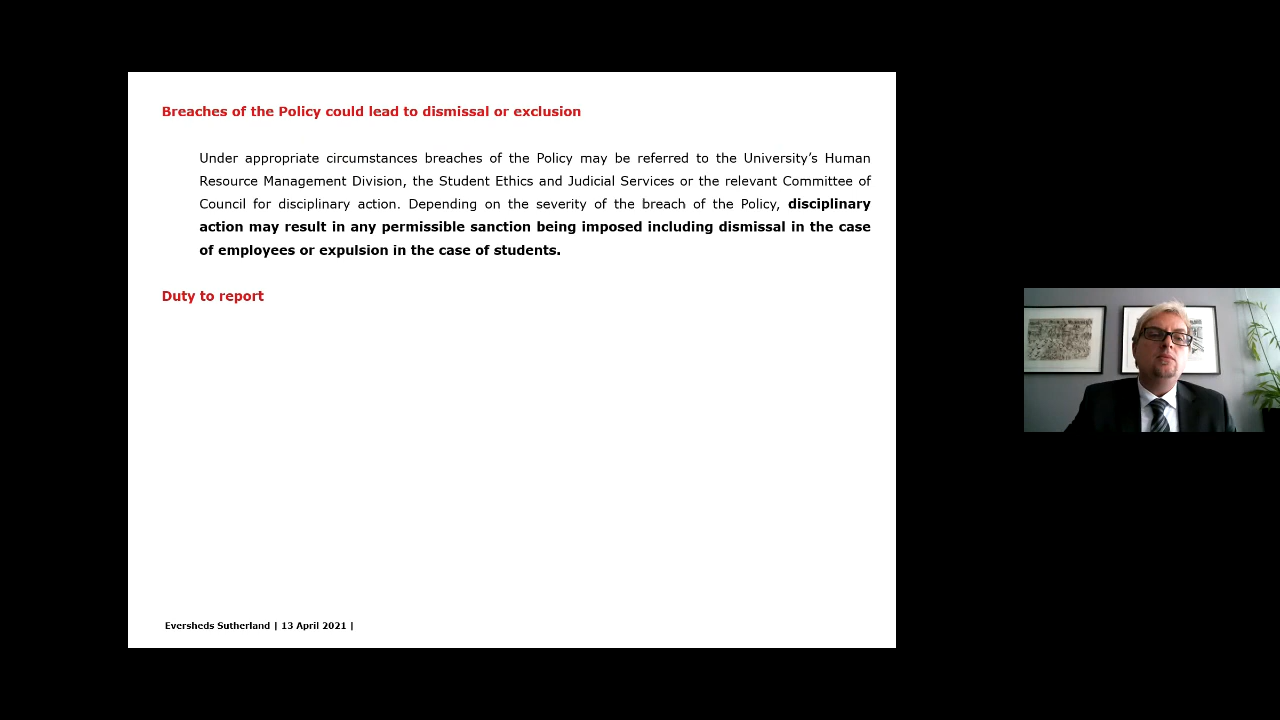 Breaches of the Policy could lead to dismissal or exclusion
Under appropriate circumstances breaches of the Policy may be referred to the University’s Human
Resource Management Division, the Student Ethics and Judicial Services or the relevant Committee of
Council for disciplinary action. Depending on the severity of the breach of the Policy, disciplinary
action may result in any permissible sanction being imposed including dismissal in the case
of employees or expulsion in the case of students.
Duty to report
Eversheds Sutherland | 13 April 2021 |